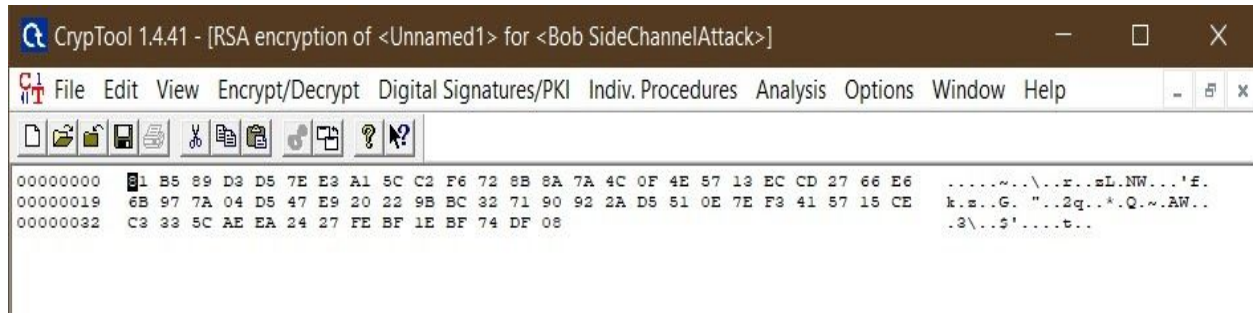 CrypTool 1.4.41 - [RSA encryption of <Unnamed1> for <Bob SideChannelAttack>]
File Edit View Encrypt/Decrypt Digital Signatures/PKI Indiv. Procedures Analysis Options Window Help
00000000 81 B5 89 D3 D5 7E E3 A1 5C C2 F6 72 8B 8A 7A 4C 0F 4E 57 13 EC CD 27 66 E6 .....~..\..r..zL.NW...'f.
00000019 6B 97 7A 04 D5 47 E9 20 22 9B BC 32 71 90 92 2A D5 51 0E 7E F3 41 57 15 CE k.z..G. "..2q..*.Q.~.AW..
00000032 C3 33 5C AE EA 24 27 FE BF 1E BF 74 DF 08 .3\..$'....t..